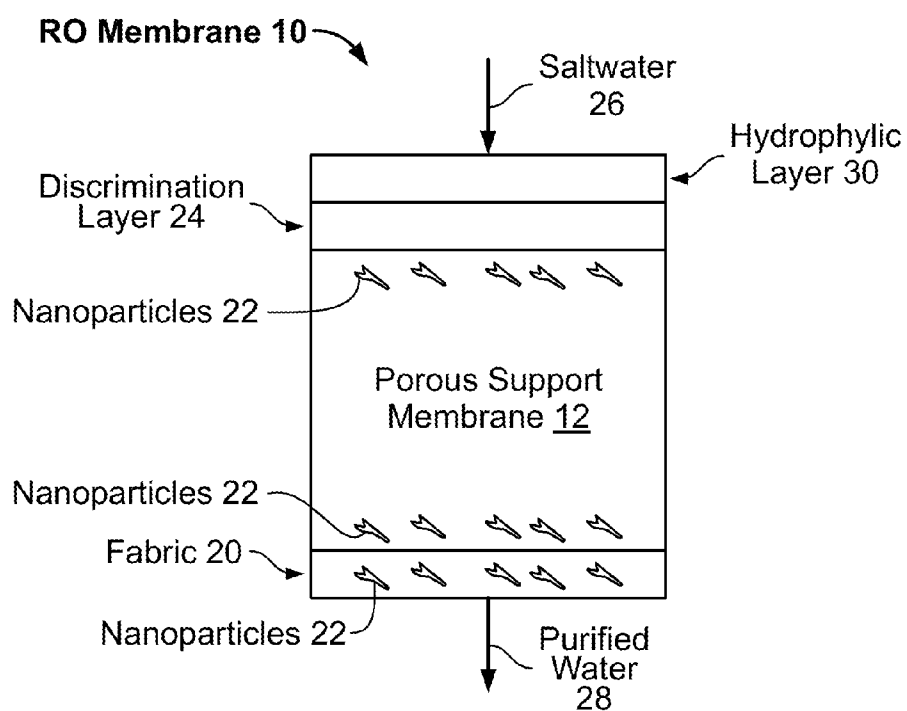 RO Membrane 10
Saltwater
26
Hydrophylic
Layer 30
Discrimination
Layer 24
Nanoparticles 22
Porous Support
Membrane 12
Nanoparticles 22
Fabric 20
Nanoparticles 22
Purified
Water
28